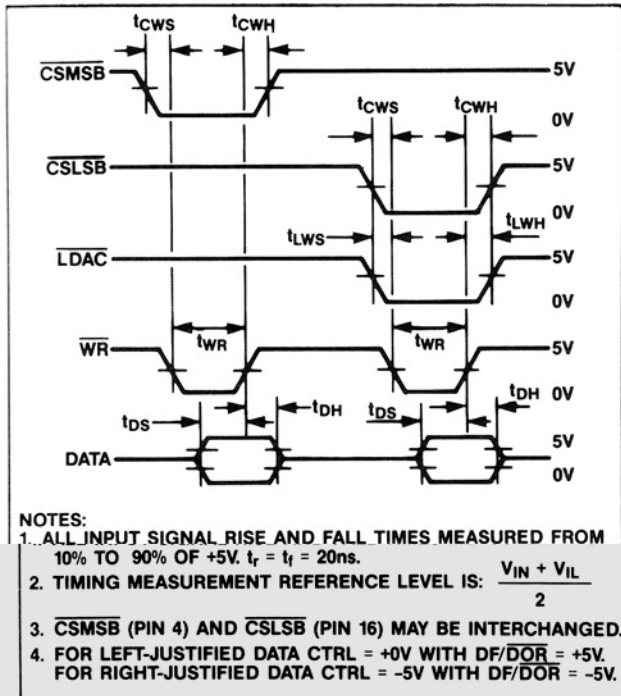 tCWS tCWH
CSMSB 5V
tCWS tCWH 0V
CSLSB 5V
0V
tLWS tLWH
LDAC 5V
0V
tWR tWR
WR 5V
0V
tDS tDH tDS tDH
5V
DATA
0V
NOTES:
1. ALL INPUT SIGNAL RISE AND FALL TIMES MEASURED FROM
10% TO 90% OF +5V. tr = tf = 20ns.
2. TIMING MEASUREMENT REFERENCE LEVEL IS: VIN + VIL / 2
3. CSMSB (PIN 4) AND CSLSB (PIN 16) MAY BE INTERCHANGED.
4. FOR LEFT-JUSTIFIED DATA CTRL = +0V WITH DF/DOR = +5V.
FOR RIGHT-JUSTIFIED DATA CTRL = –5V WITH DF/DOR = –5V.